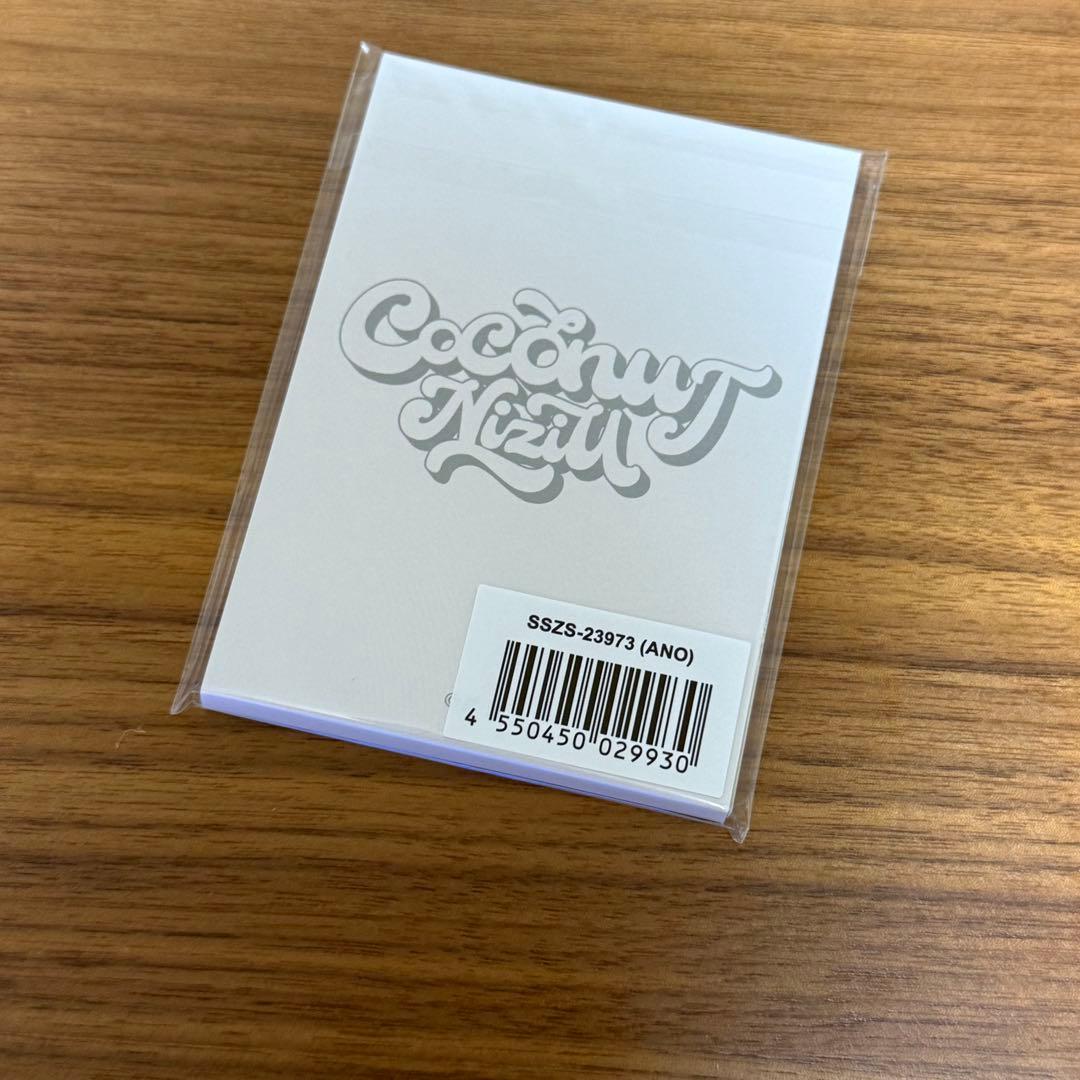 CocOnuT
NiziU
SSZS-23973 (ANO)
4 550450 029930
©